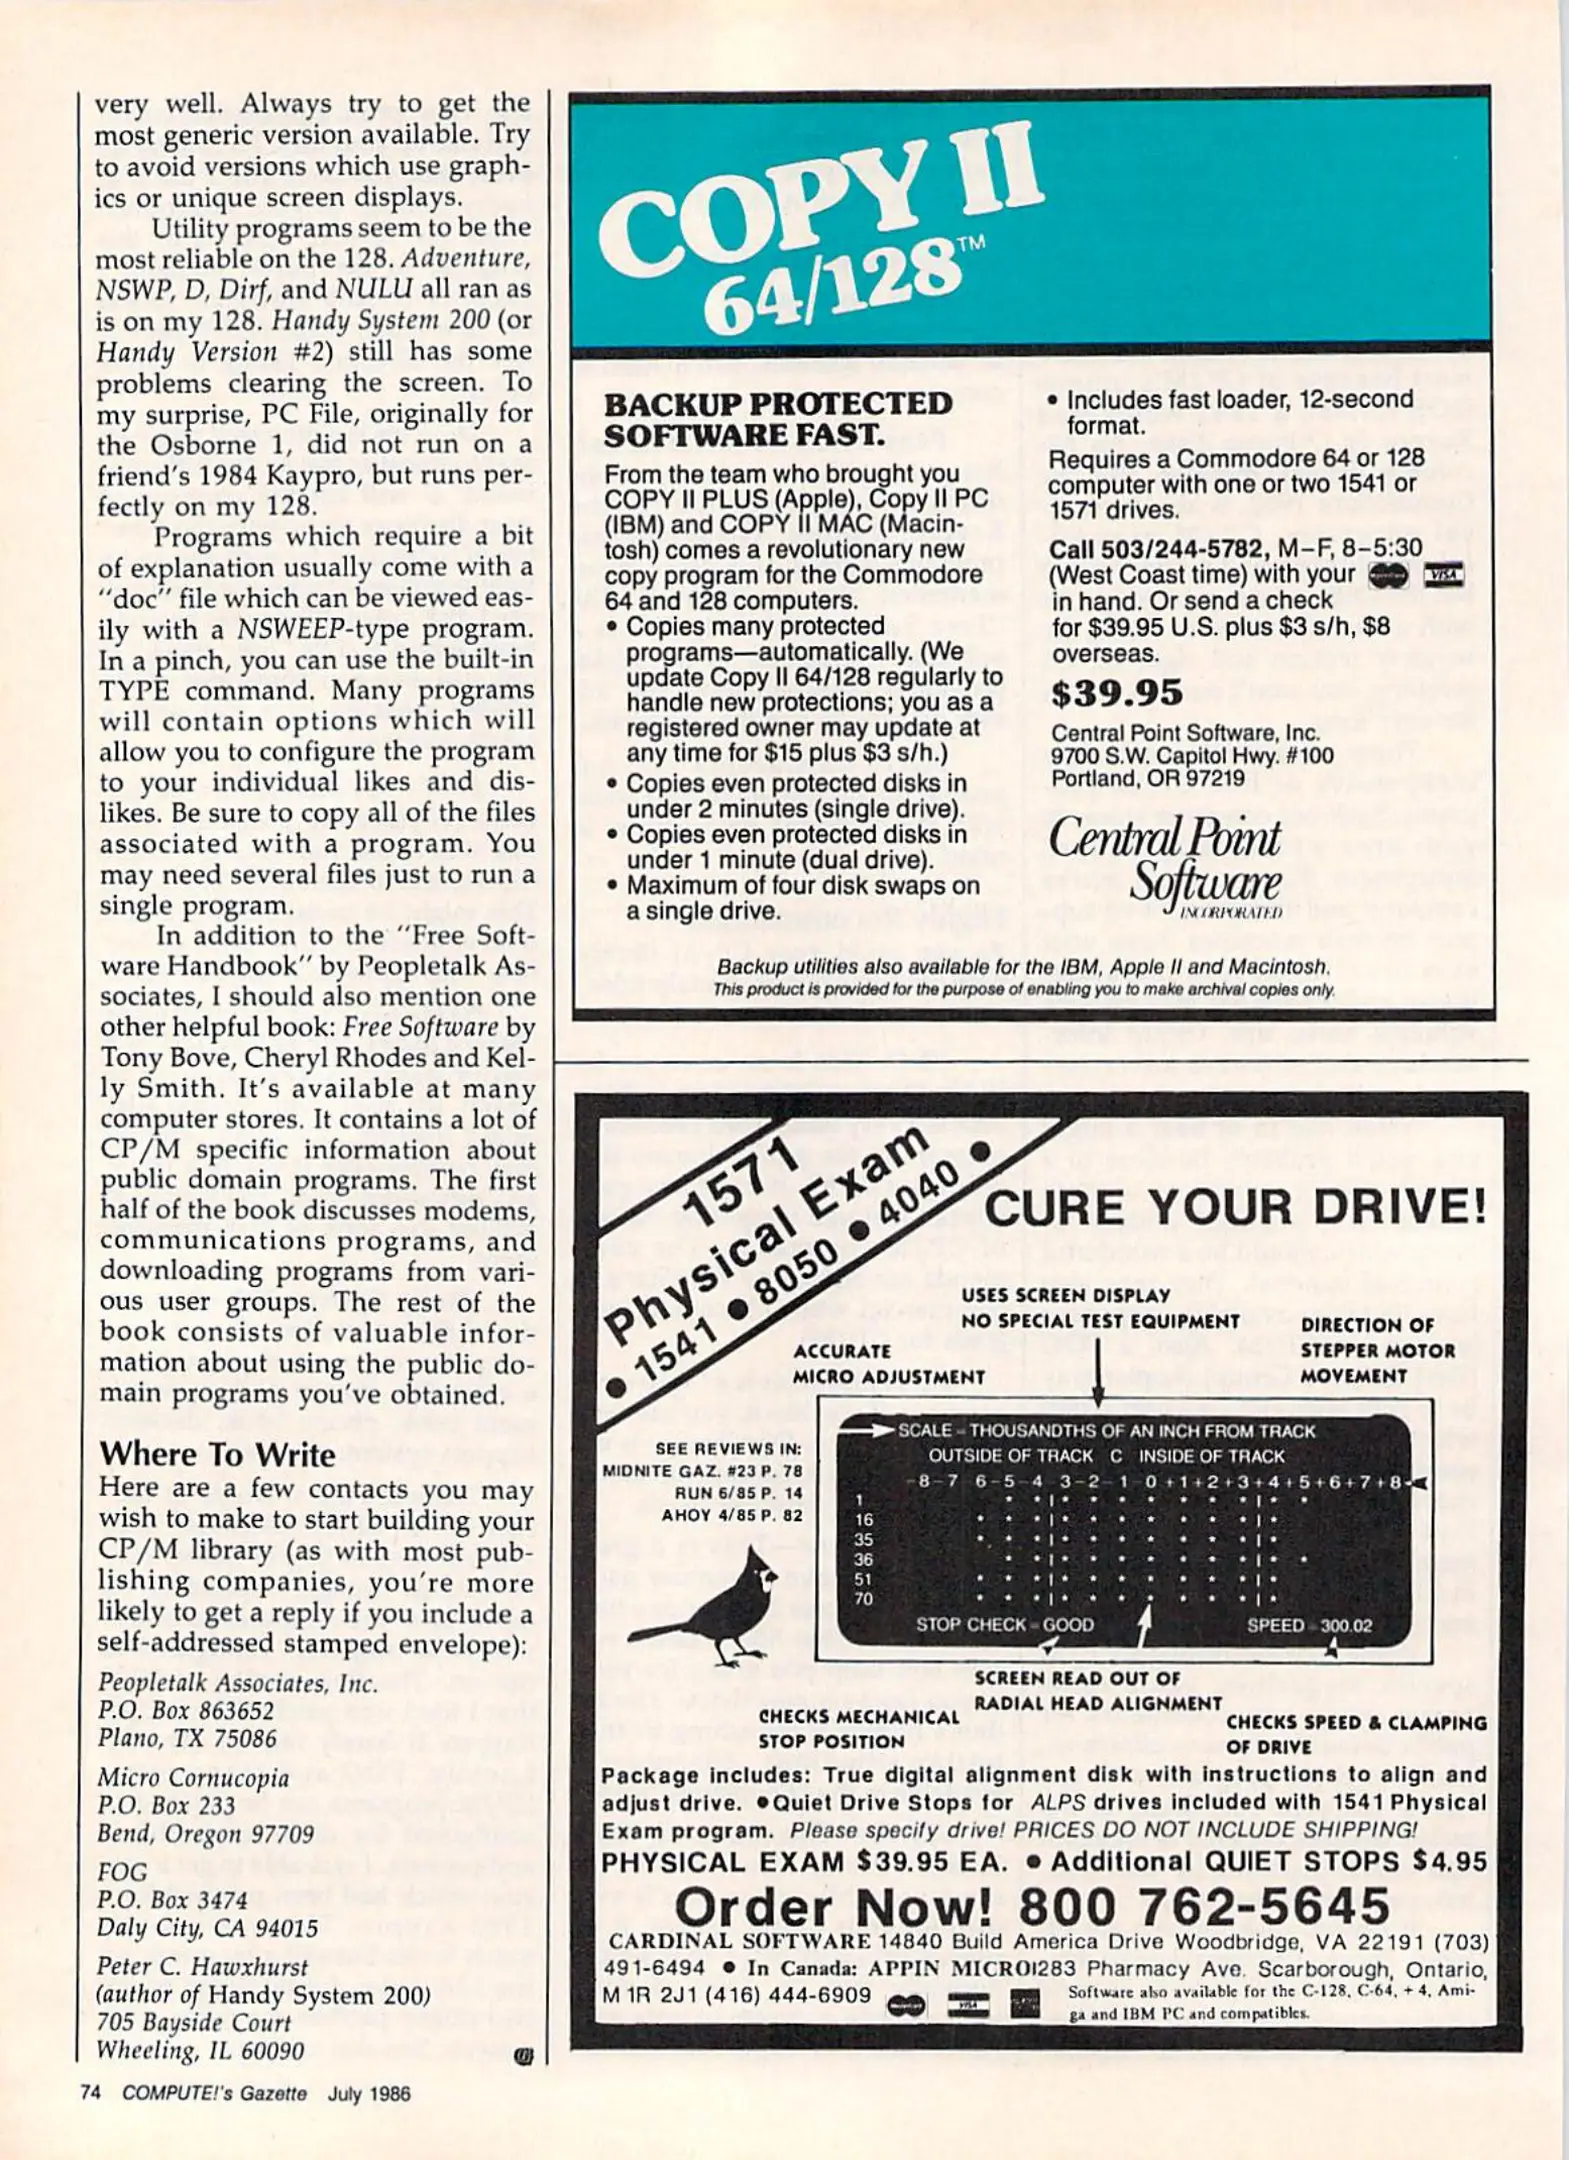 very well. Always try to get the
most generic version available. Try
to avoid versions which use graph-
ics or unique screen displays.
Utility programs seem to be the
most reliable on the 128. Adventure,
NSWP, D, Dirf, and NULU all ran as
is on my 128. Handy System 200 (or
Handy Version #2) still has some
problems clearing the screen. To
my surprise, PC File, originally for
the Osborne 1, did not run on a
friend's 1984 Kaypro, but runs per-
fectly on my 128.
Programs which require a bit
of explanation usually come with a
"doc" file which can be viewed eas-
ily with a NSWEEP-type program.
In a pinch, you can use the built-in
TYPE command. Many programs
will contain options which will
allow you to configure the program
to your individual likes and dis-
likes. Be sure to copy all of the files
associated with a program. You
may need several files just to run a
single program.
In addition to the "Free Soft-
ware Handbook" by Peopletalk As-
sociates, I should also mention one
other helpful book: Free Software by
Tony Bove, Cheryl Rhodes and Kel-
ly Smith. It's available at many
computer stores. It contains a lot of
CP/M specific information about
public domain programs. The first
half of the book discusses modems,
communications programs, and
downloading programs from vari-
ous user groups. The rest of the
book consists of valuable infor-
mation about using the public do-
main programs you've obtained.
Where To Write
Here are a few contacts you may
wish to make to start building your
CP/M library (as with most pub-
lishing companies, you're more
likely to get a reply if you include a
self-addressed stamped envelope):
Peopletalk Associates, Inc.
P.O. Box 863652
Plano, TX 75086
Micro Cornucopia
P.O. Box 233
Bend, Oregon 97709
FOG
P.O. Box 3474
Daly City, CA 94015
Peter C. Hawxhurst
(author of Handy System 200)
705 Bayside Court
Wheeling, IL 60090
74 COMPUTE!'s Gazette July 1986
COPY II
64/128™
BACKUP PROTECTED
SOFTWARE FAST.
From the team who brought you
COPY II PLUS (Apple), Copy II PC
(IBM) and COPY II MAC (Macin-
tosh) comes a revolutionary new
copy program for the Commodore
64 and 128 computers.
• Copies many protected
programs—automatically. (We
update Copy II 64/128 regularly to
handle new protections; you as a
registered owner may update at
any time for $15 plus $3 s/h.)
• Copies even protected disks in
under 2 minutes (single drive).
• Copies even protected disks in
under 1 minute (dual drive).
• Maximum of four disk swaps on
a single drive.
• Includes fast loader, 12-second
format.
Requires a Commodore 64 or 128
computer with one or two 1541 or
1571 drives.
Call 503/244-5782, M–F, 8–5:30
(West Coast time) with your VISA
in hand. Or send a check
for $39.95 U.S. plus $3 s/h, $8
overseas.
$39.95
Central Point Software, Inc.
9700 S.W. Capitol Hwy. #100
Portland, OR 97219
Central Point
Software
INCORPORATED
Backup utilities also available for the IBM, Apple II and Macintosh.
This product is provided for the purpose of enabling you to make archival copies only.
1571
Physical Exam
• 1541 • 8050 • 4040 •
CURE YOUR DRIVE!
USES SCREEN DISPLAY
NO SPECIAL TEST EQUIPMENT
DIRECTION OF
STEPPER MOTOR
MOVEMENT
ACCURATE
MICRO ADJUSTMENT
SEE REVIEWS IN:
MIDNITE GAZ. #23 P. 78
RUN 6/85 P. 14
AHOY 4/85 P. 82
SCALE - THOUSANDTHS OF AN INCH FROM TRACK
OUTSIDE OF TRACK C INSIDE OF TRACK
-8-7 6-5-4 3-2-1 0+1+2+3+4+5+6+7+8
1 * * | * * * * * * * | * *
16 * * * | * * * * * * * | *
35 * * * | * * * * * * * | *
36 * * | * * * * * * * | * *
51 * * * | * * * * * * * | *
70 * * * | * * * * * * * | *
STOP CHECK - GOOD SPEED 300.02
SCREEN READ OUT OF
RADIAL HEAD ALIGNMENT
CHECKS MECHANICAL
STOP POSITION
CHECKS SPEED & CLAMPING
OF DRIVE
Package includes: True digital alignment disk with instructions to align and
adjust drive. •Quiet Drive Stops for ALPS drives included with 1541 Physical
Exam program. Please specify drive! PRICES DO NOT INCLUDE SHIPPING!
PHYSICAL EXAM $39.95 EA. • Additional QUIET STOPS $4.95
Order Now! 800 762-5645
CARDINAL SOFTWARE 14840 Build America Drive Woodbridge, VA 22191 (703)
491-6494 • In Canada: APPIN MICRO1283 Pharmacy Ave. Scarborough, Ontario,
M 1R 2J1 (416) 444-6909 VISA
Software also available for the C-128, C-64, + 4, Ami-
ga and IBM PC and compatibles.